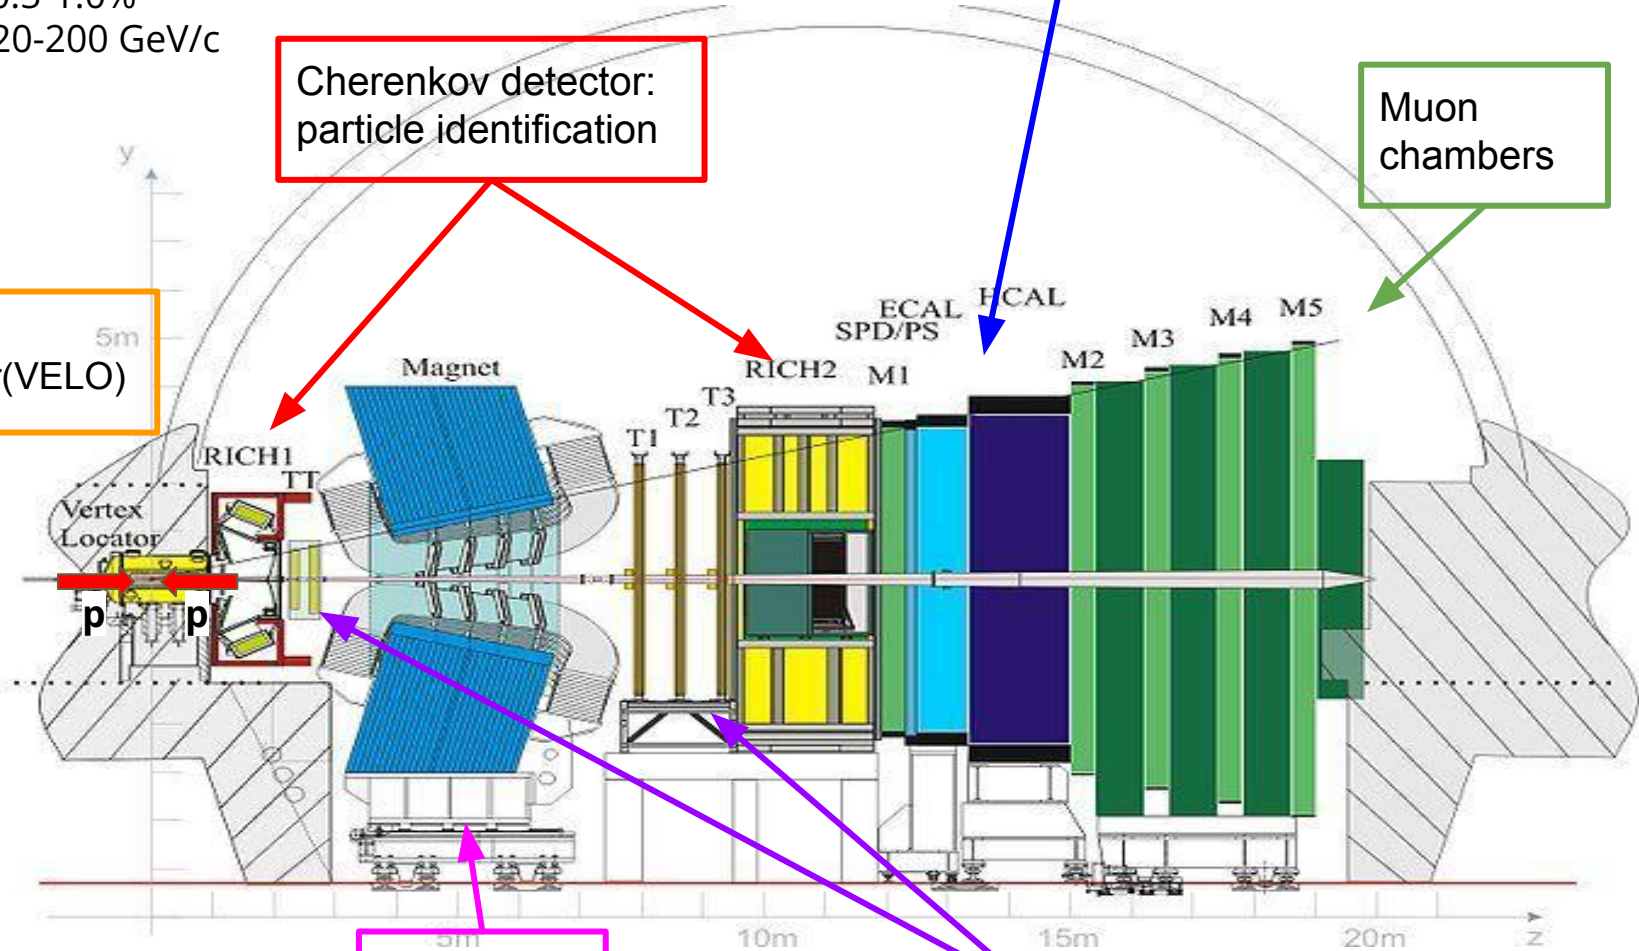 20-200 GeV/c
Cherenkov detector:
particle identification
Muon
chambers
y
5m
(VELO)
HCAL
ECAL
SPD/PS
M5
M4
M3
M2
M1
RICH2
Magnet
T3
T2
T1
RICH1
TT
Vertex
Locator
p
p
5m
10m
15m
20m
z